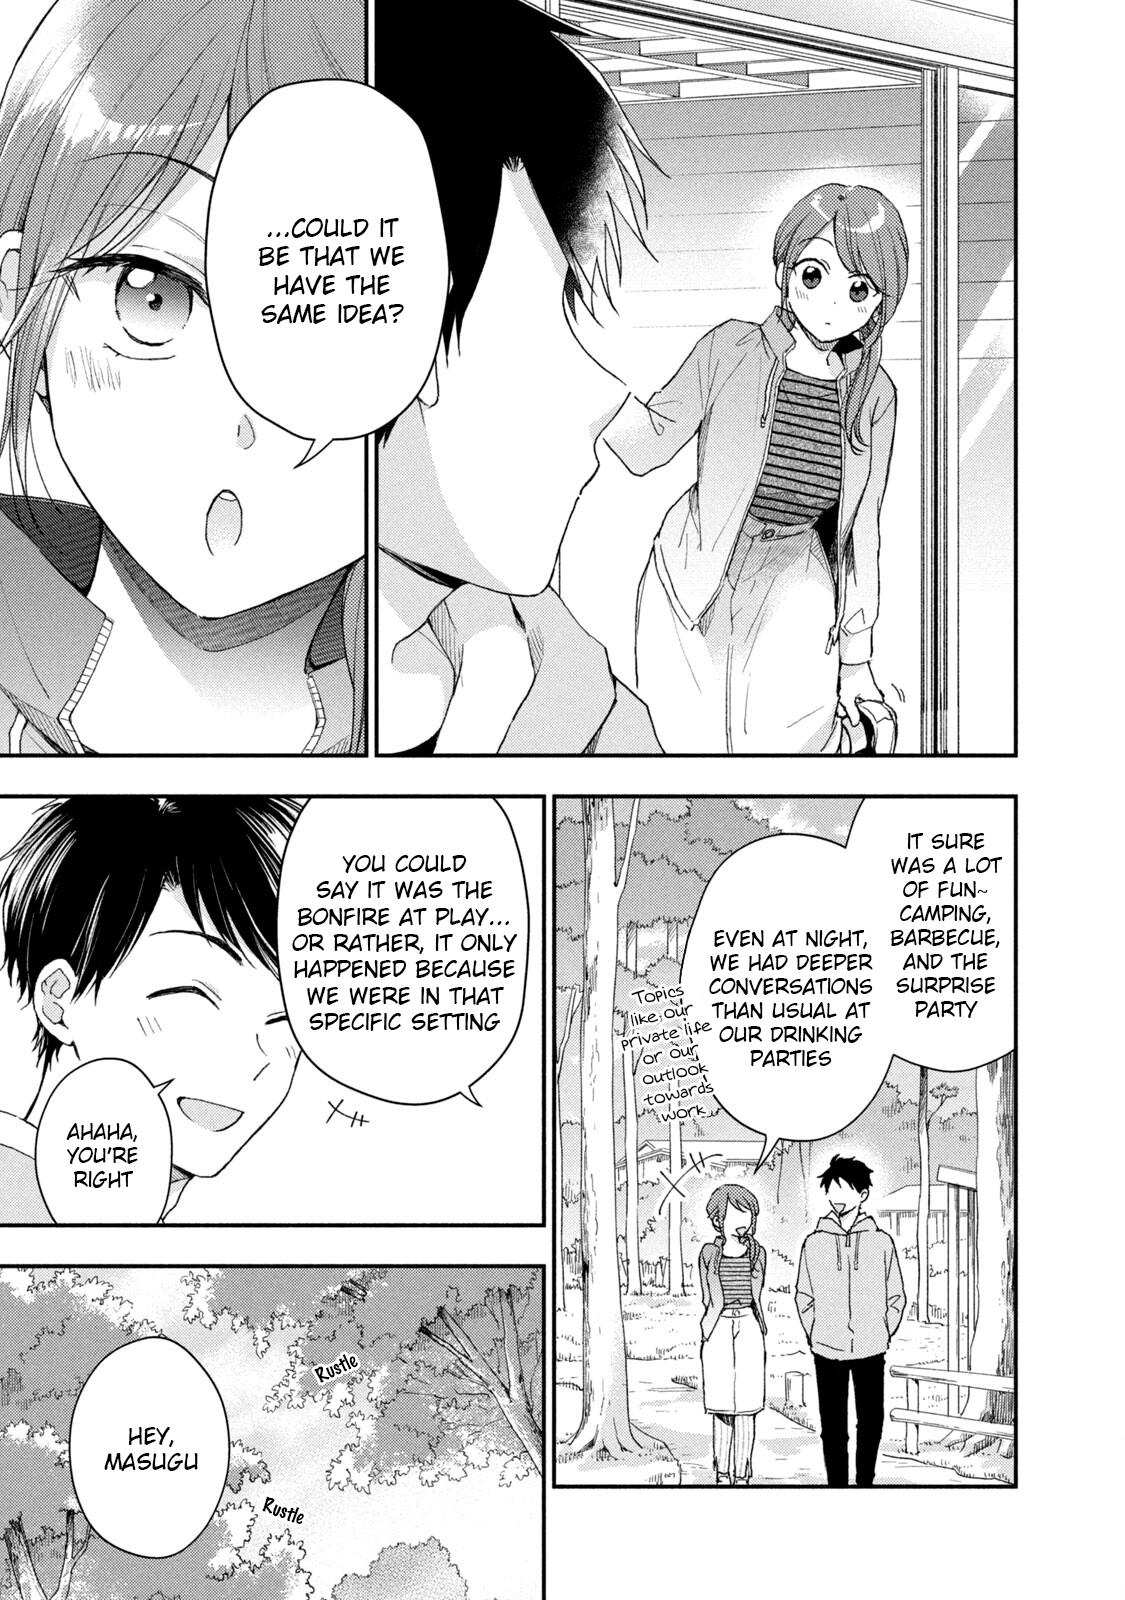 ...COULD IT
BE THAT WE
HAVE THE
SAME IDEA?
IT SURE
WAS A LOT
OF FUN~
CAMPING,
BARBECUE,
AND THE
SURPRISE
PARTY
EVEN AT NIGHT,
WE HAD DEEPER
CONVERSATIONS
THAN USUAL AT
OUR DRINKING
PARTIES
Topics
like our
private life
or our
outlook
towards
work
YOU COULD
SAY IT WAS THE
BONFIRE AT PLAY...
OR RATHER, IT ONLY
HAPPENED BECAUSE
WE WERE IN THAT
SPECIFIC SETTING
AHAHA,
YOU'RE
RIGHT
Rustle
HEY,
MASUGU
Rustle